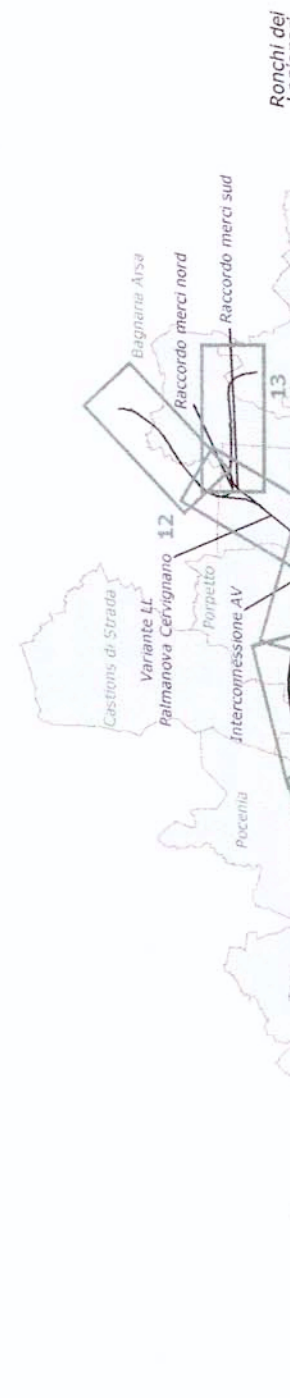 Ronchi dei
Bagnaria Arsa
Raccordo merci nord
Raccordo merci sud
12
13
Castions di Strada
Variante LL
Palmanova Cervignano
Porpetto
Interconnessione AV
Pocenia